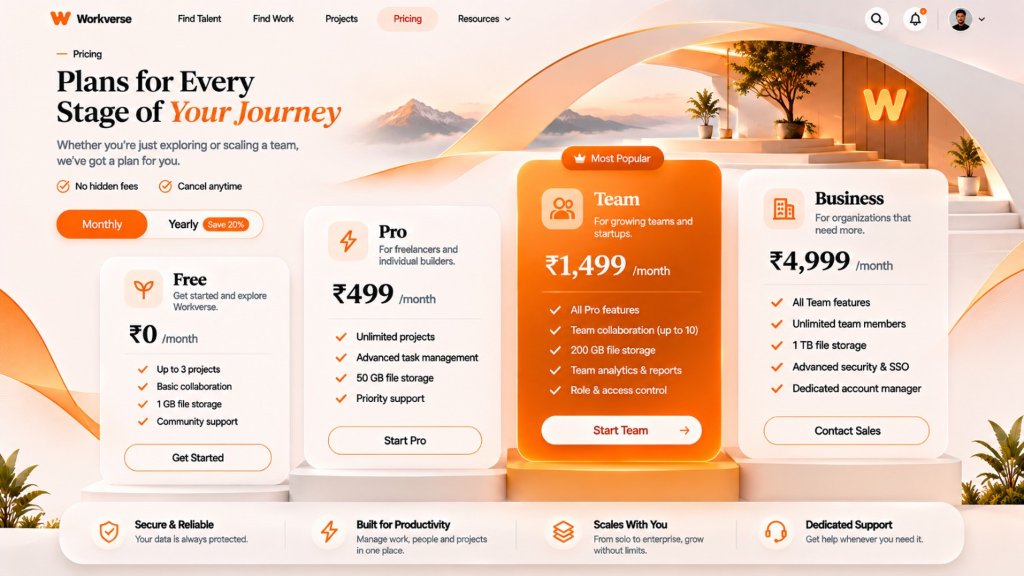 Workverse
Find Talent
Find Work
Projects
Pricing
Resources
Pricing
Plans for Every
Stage of Your Journey
Whether you're just exploring or scaling a team,
we've got a plan for you.
No hidden fees
Cancel anytime
Monthly
Yearly
Save 20%
W
Free
Get started and explore
Workverse.
₹0 /month
Up to 3 projects
Basic collaboration
1 GB file storage
Community support
Get Started
Pro
For freelancers and
individual builders.
₹499 /month
Unlimited projects
Advanced task management
50 GB file storage
Priority support
Start Pro
Most Popular
Team
For growing teams and
startups.
₹1,499 /month
All Pro features
Team collaboration (up to 10)
200 GB file storage
Team analytics & reports
Role & access control
Start Team
Business
For organizations that
need more.
₹4,999 /month
All Team features
Unlimited team members
1 TB file storage
Advanced security & SSO
Dedicated account manager
Contact Sales
Secure & Reliable
Your data is always protected.
Built for Productivity
Manage work, people and projects
in one place.
Scales With You
From solo to enterprise, grow
without limits.
Dedicated Support
Get help whenever you need it.